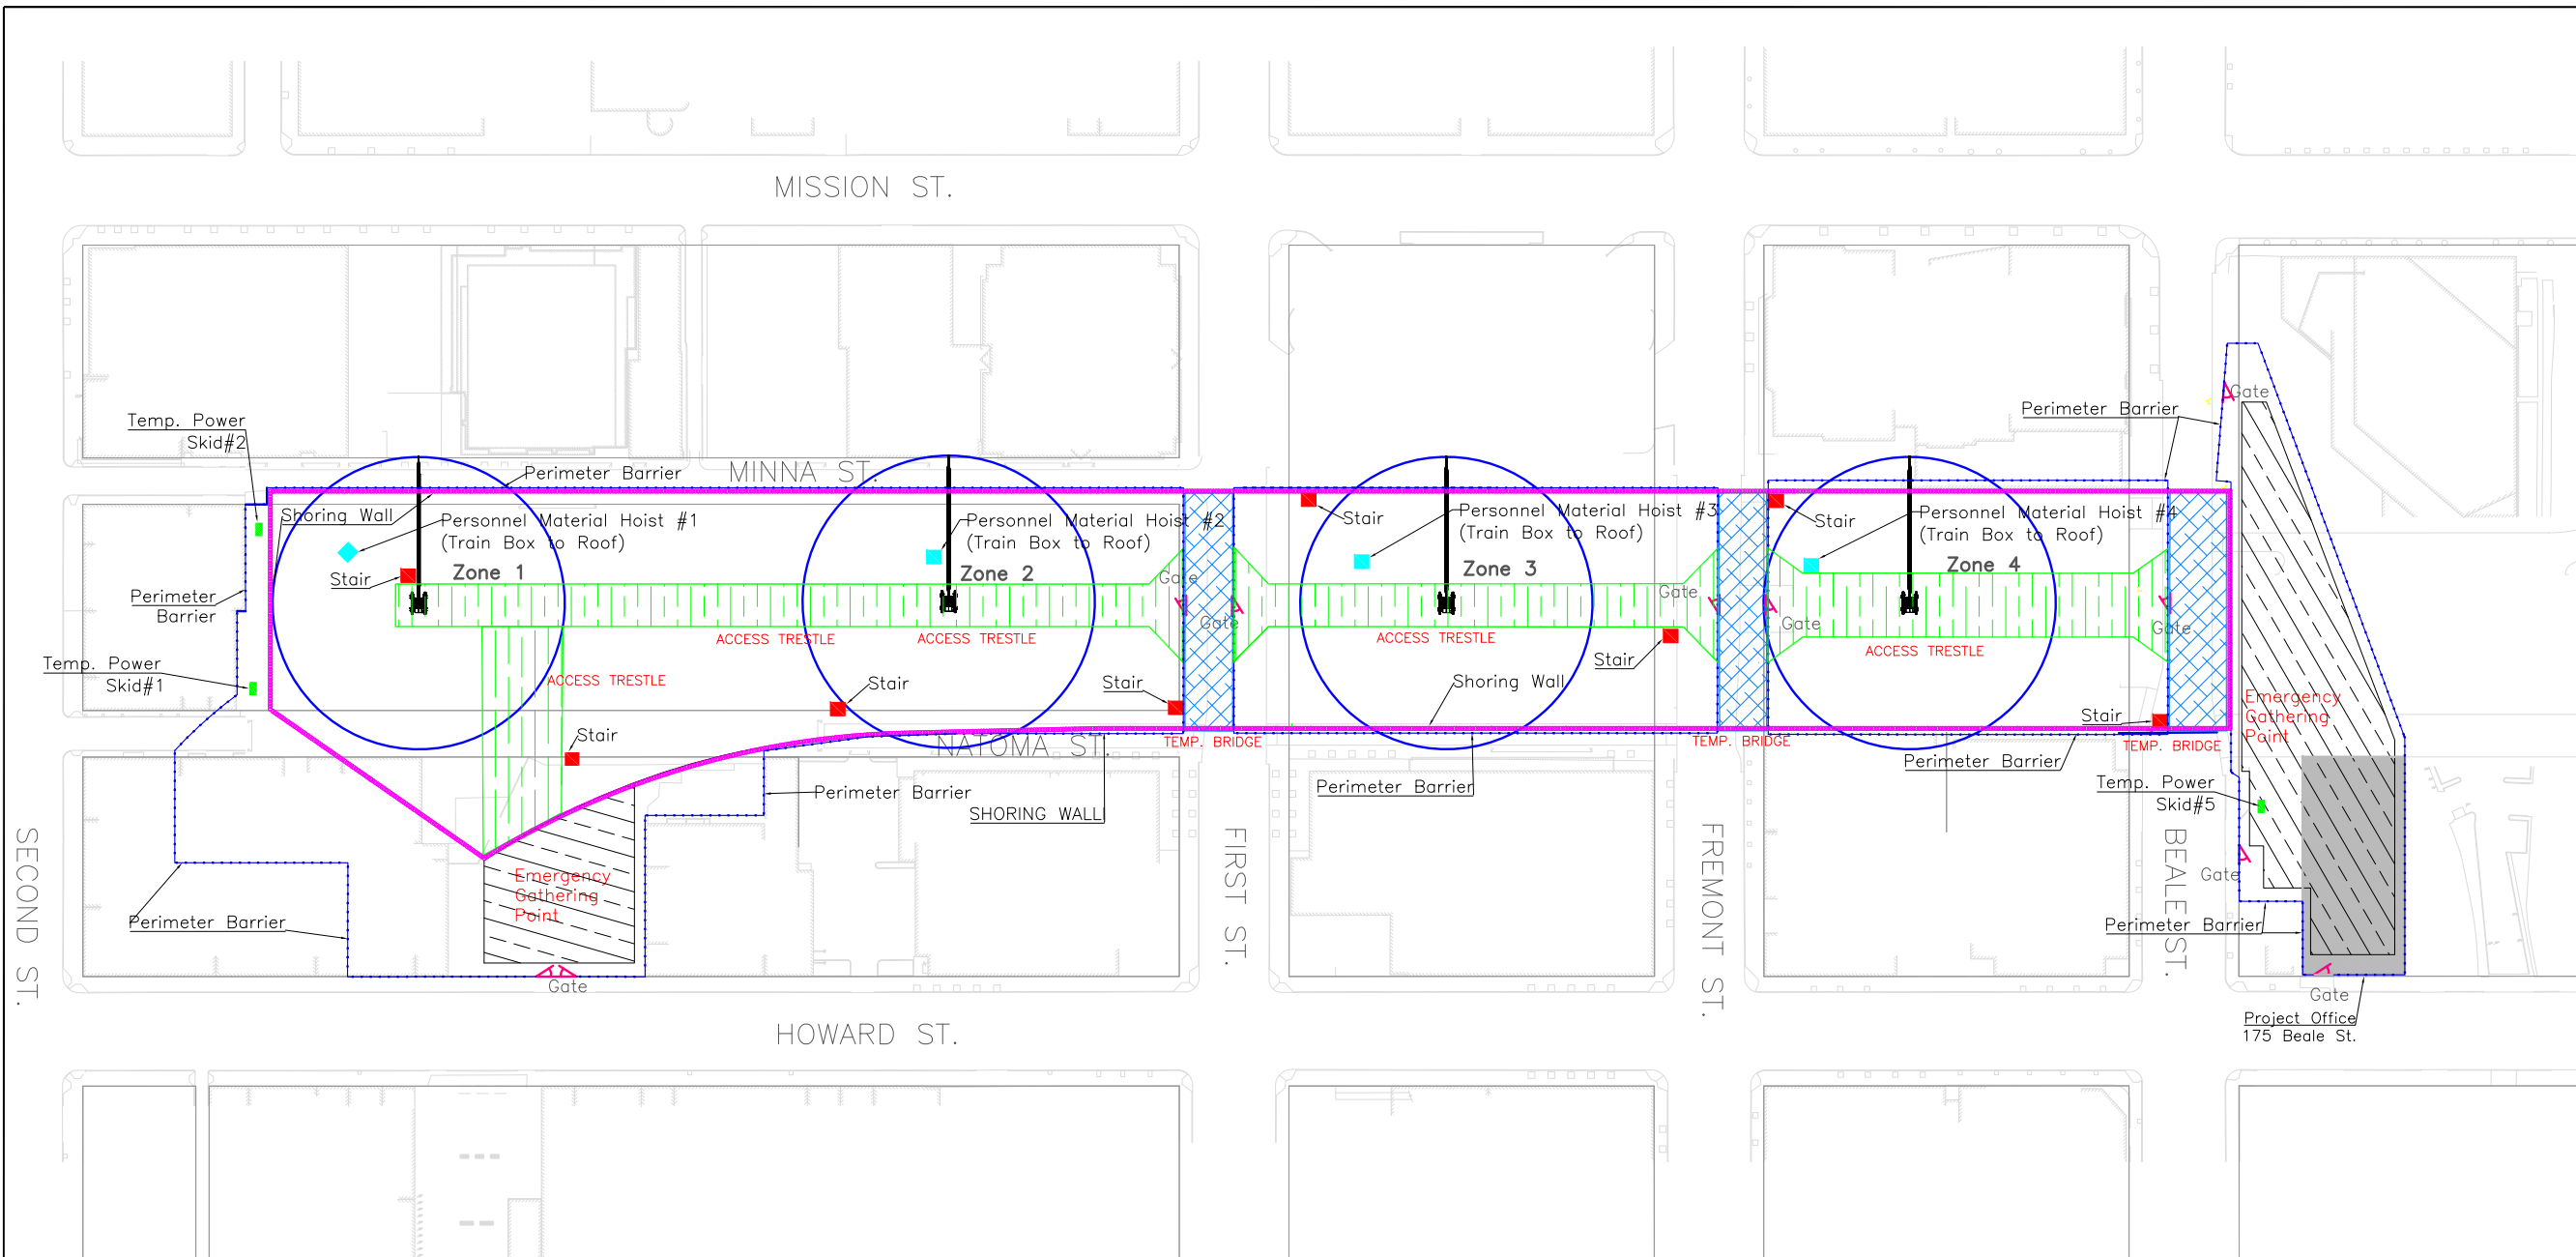 MISSION ST.
Gate
Perimeter Barrier
Temp. Power
Skid#2
MINNA ST.
Perimeter Barrier
Shoring Wall
Personnel Material Hoist #1
(Train Box to Roof)
Personnel Material Hoist #2
(Train Box to Roof)
Stair
Personnel Material Hoist #3
(Train Box to Roof)
Stair
Personnel Material Hoist #4
(Train Box to Roof)
Stair
Zone 1
Zone 2
Zone 3
Zone 4
Gate
Gate
Perimeter
Barrier
Gate
Gate
Gate
ACCESS TRESTLE
ACCESS TRESTLE
ACCESS TRESTLE
ACCESS TRESTLE
Temp. Power
Skid#1
ACCESS TRESTLE
Stair
Stair
Stair
Shoring Wall
Stair
Emergency
Gathering
Point
Stair
NATOMA ST.
TEMP. BRIDGE
TEMP. BRIDGE
TEMP. BRIDGE
Perimeter Barrier
Perimeter Barrier
Perimeter Barrier
SHORING WALL
Temp. Power
Skid#5
SECOND ST.
FIRST ST.
FREMONT ST.
BEALE ST.
Emergency
Gathering
Point
Gate
Perimeter Barrier
Perimeter Barrier
Gate
Gate
HOWARD ST.
Project Office
175 Beale St.